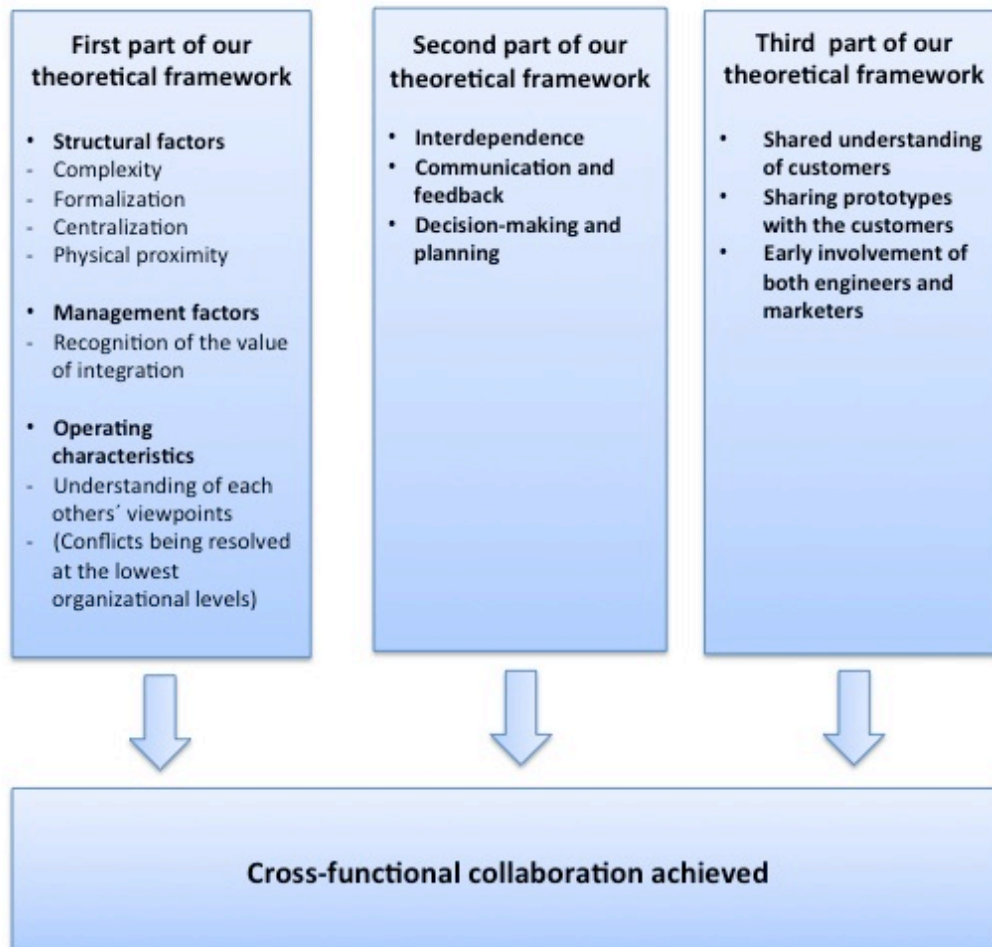 First part of our
theoretical framework
• Structural factors
- Complexity
- Formalization
- Centralization
- Physical proximity
• Management factors
- Recognition of the value
of integration
• Operating
characteristics
- Understanding of each
others´ viewpoints
- (Conflicts being resolved
at the lowest
organizational levels)
Second part of our
theoretical framework
• Interdependence
• Communication and
feedback
• Decision-making and
planning
Third part of our
theoretical framework
• Shared understanding
of customers
• Sharing prototypes
with the customers
• Early involvement of
both engineers and
marketers
Cross-functional collaboration achieved